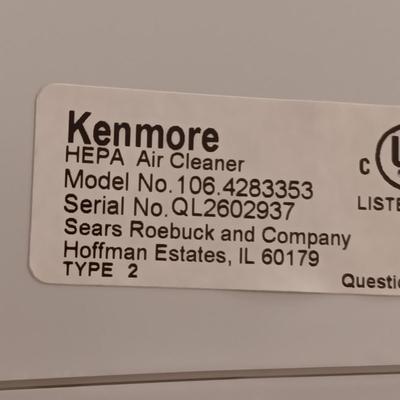 Kenmore
HEPA Air Cleaner
Model No.106.4283353
Serial No.QL2602937
Sears Roebuck and Company
Hoffman Estates, IL 60179
TYPE 2
C
LISTE
Questio